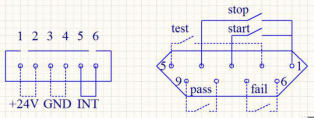 stop
test
start
1 2 3 4 5 6
5
1
9
6
pass
fail
+24V GND INT